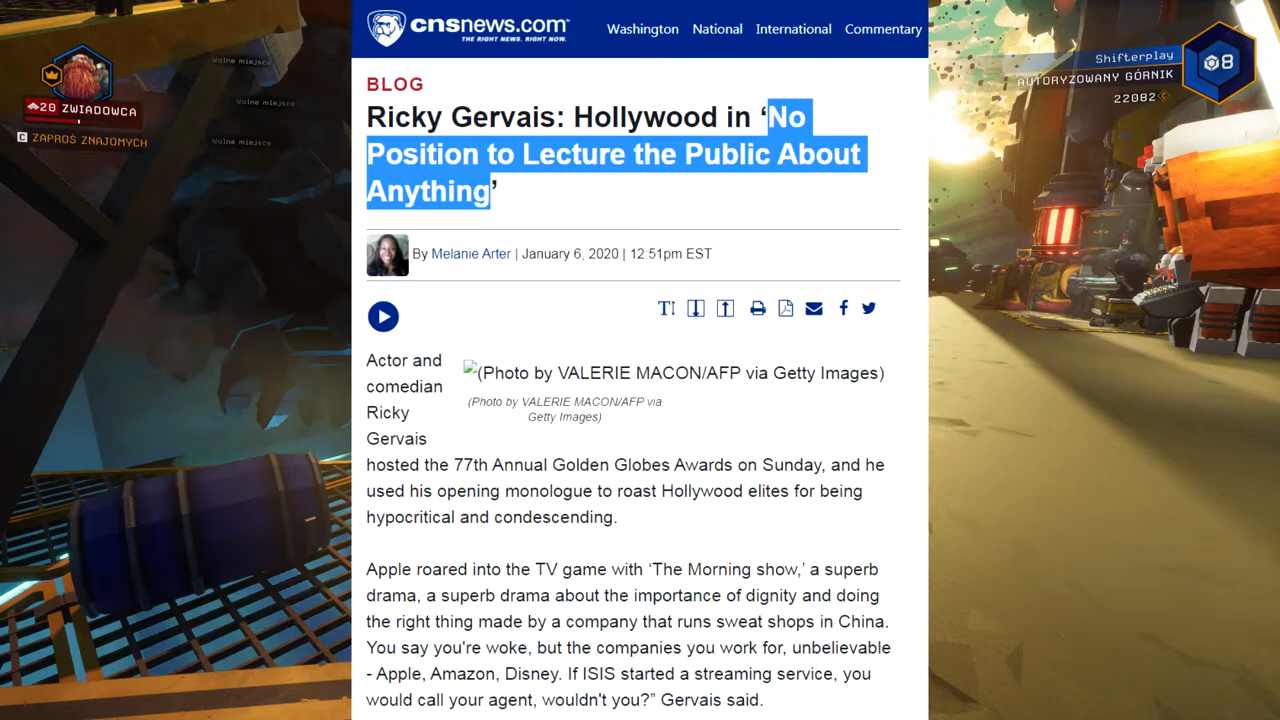 Wolne miejsce
20 ZWIADOWCA
Wolne miejsce
C ZAPROŚ ZNAJOMYCH
Wolne miejsce
cnsnews.com
THE RIGHT NEWS. RIGHT NOW.
Washington National International Commentary
BLOG
Ricky Gervais: Hollywood in ‘No
Position to Lecture the Public About
Anything’
By Melanie Arter | January 6, 2020 | 12:51pm EST
Actor and
comedian
Ricky
Gervais
(Photo by VALERIE MACON/AFP via Getty Images)
(Photo by VALERIE MACON/AFP via
Getty Images)
hosted the 77th Annual Golden Globes Awards on Sunday, and he
used his opening monologue to roast Hollywood elites for being
hypocritical and condescending.
Apple roared into the TV game with ‘The Morning show,’ a superb
drama, a superb drama about the importance of dignity and doing
the right thing made by a company that runs sweat shops in China.
You say you're woke, but the companies you work for, unbelievable
- Apple, Amazon, Disney. If ISIS started a streaming service, you
would call your agent, wouldn't you?” Gervais said.
Shifterplay
AUTORYZOWANY GÓRNIK
22082
8